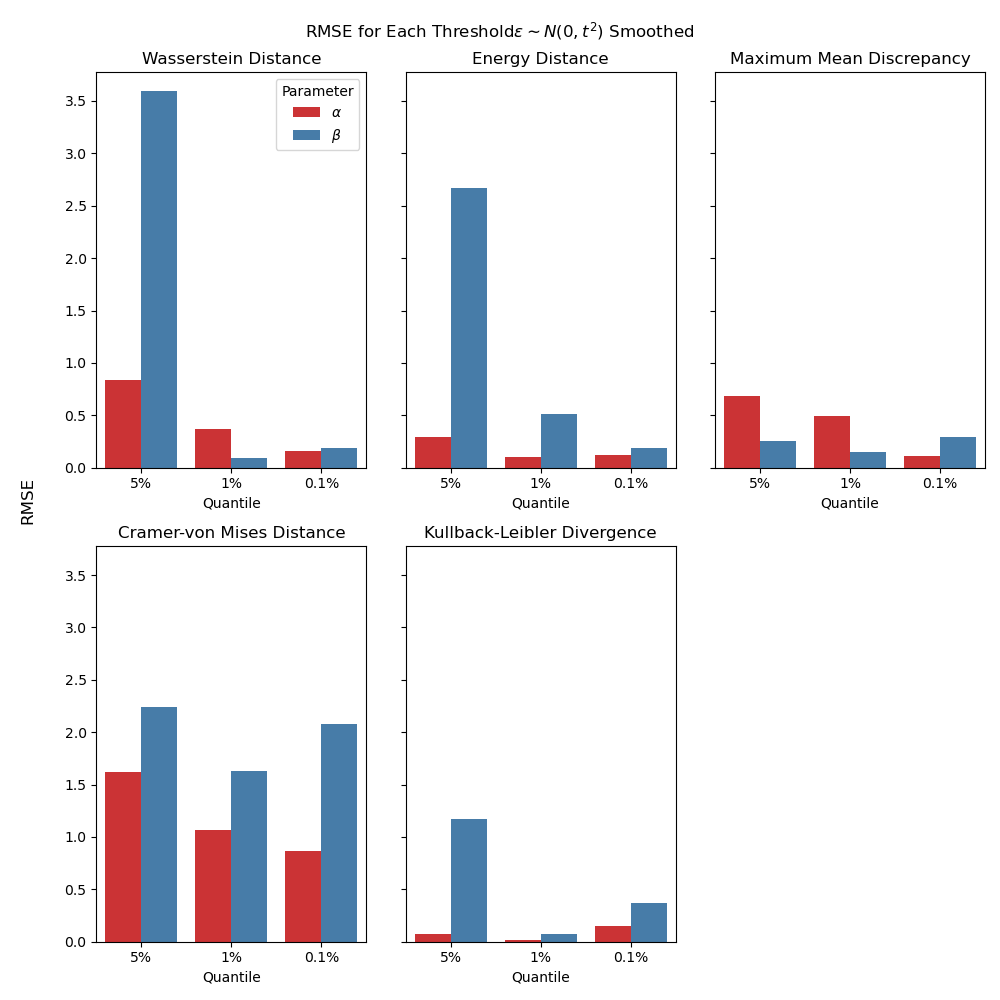 RMSE for Each Thresholdε ∼ N(0, t²) Smoothed
Wasserstein Distance
Energy Distance
Maximum Mean Discrepancy
Parameter
α
β
3.5
3.0
2.5
2.0
1.5
1.0
0.5
0.0
5% 1% 0.1%
Quantile
5% 1% 0.1%
Quantile
5% 1% 0.1%
Quantile
RMSE
Cramer-von Mises Distance
Kullback-Leibler Divergence
3.5
3.0
2.5
2.0
1.5
1.0
0.5
0.0
5% 1% 0.1%
Quantile
5% 1% 0.1%
Quantile